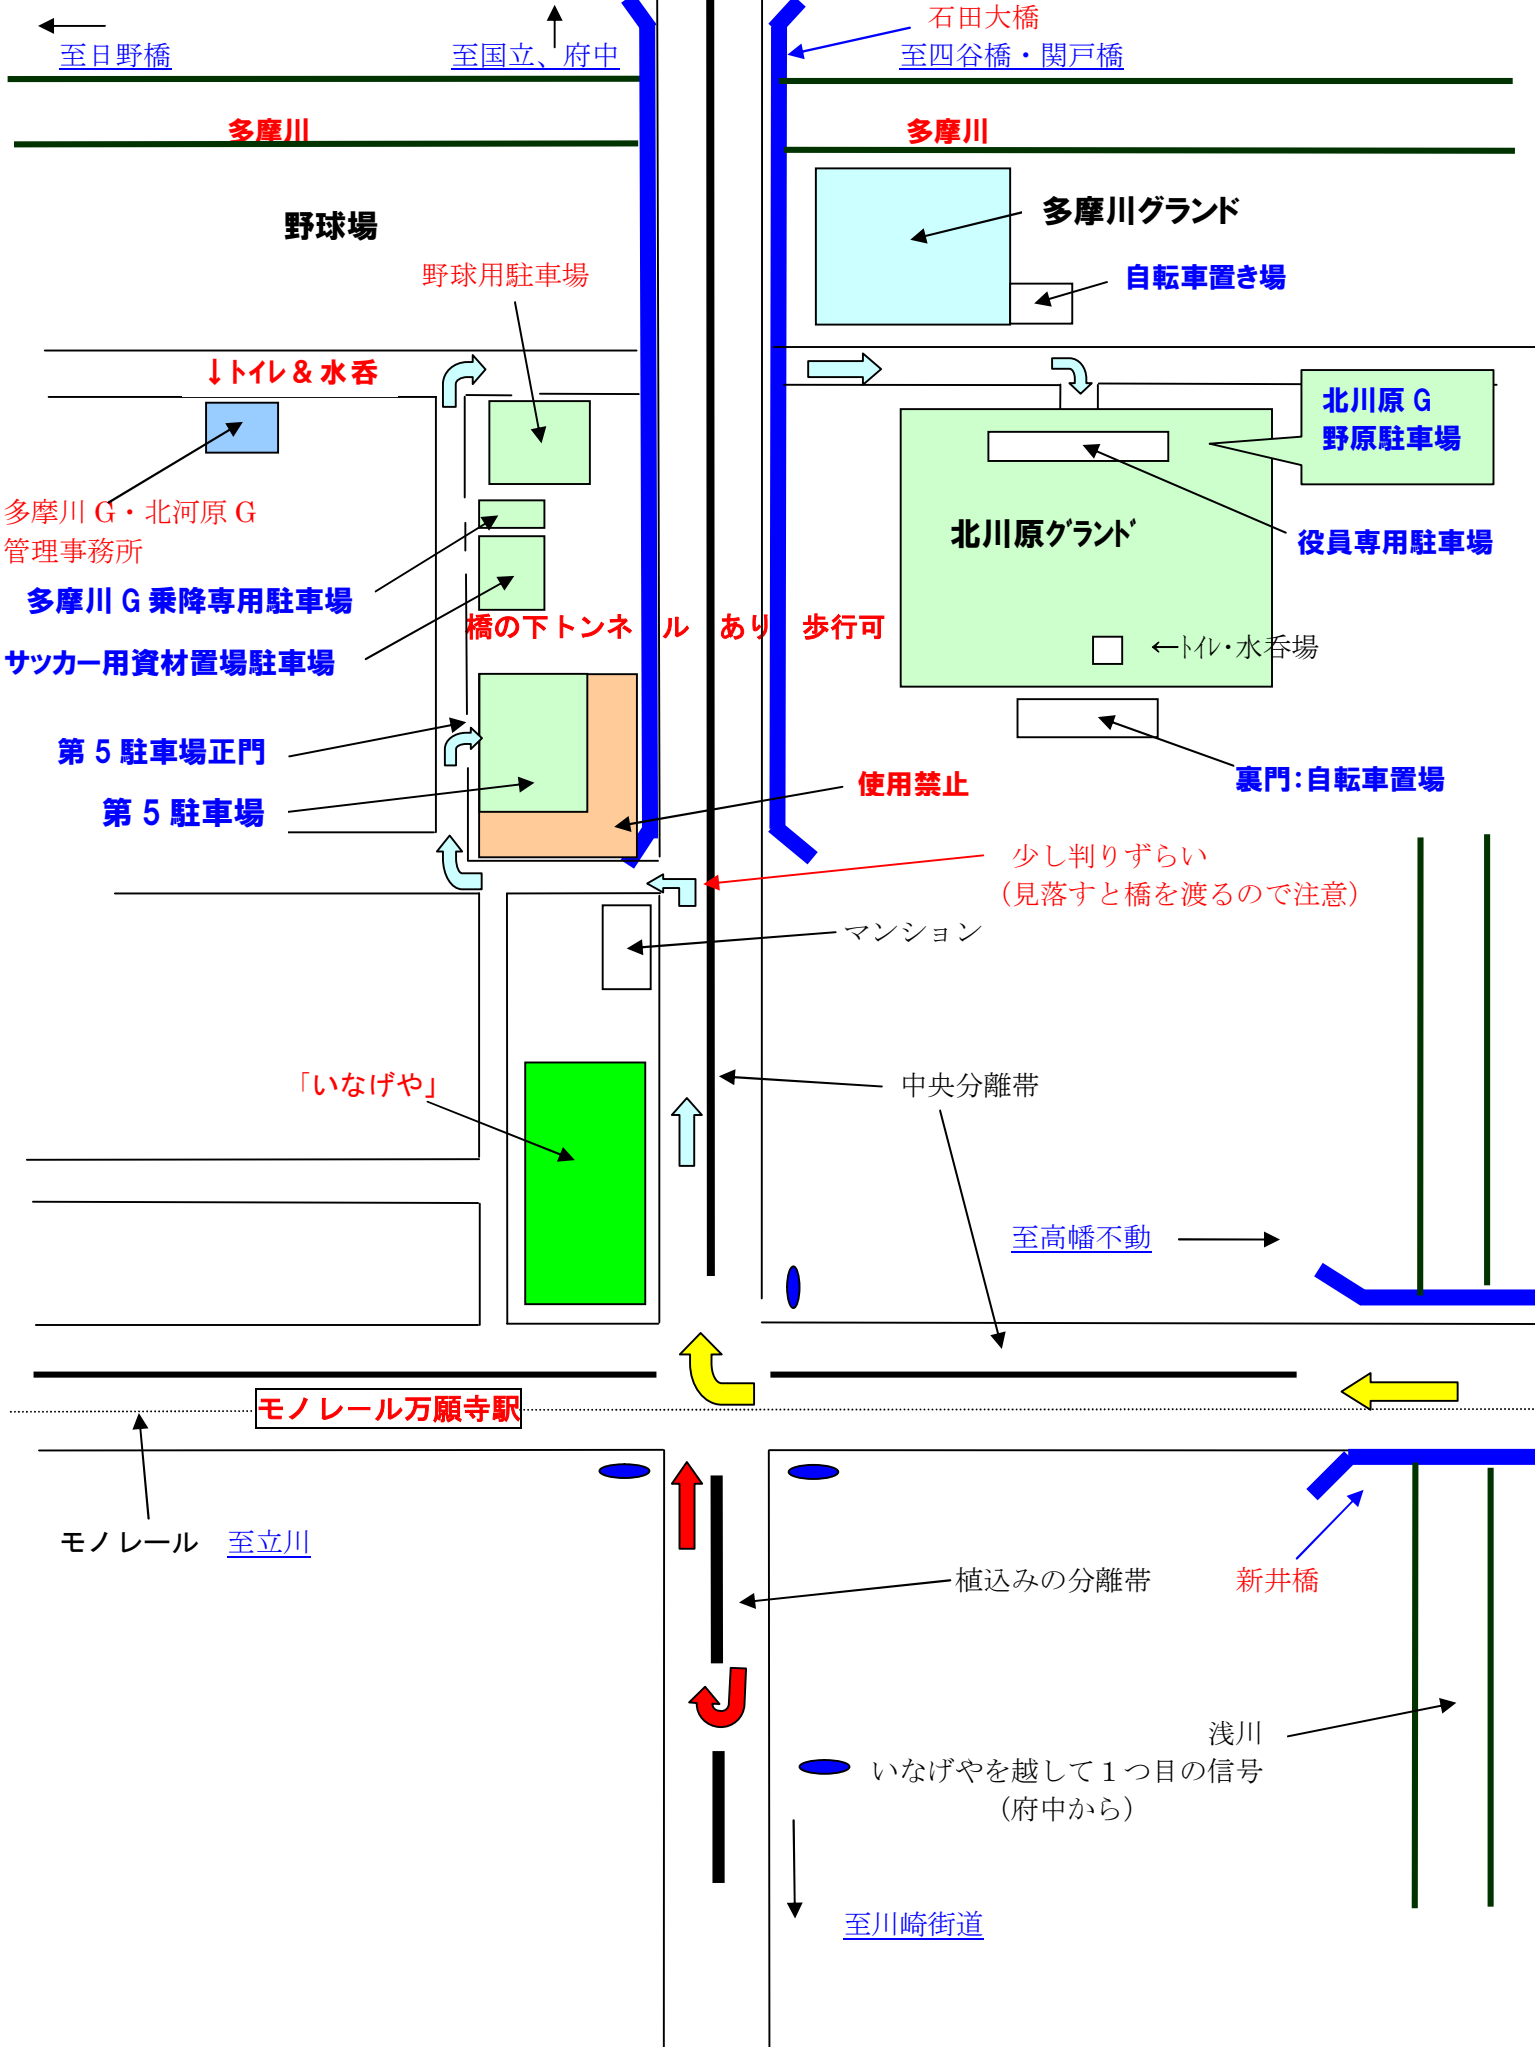 石田大橋
至日野橋
至国立、府中
至四谷橋・関戸橋
多摩川
多摩川
野球場
多摩川グランド
野球用駐車場
自転車置き場
↓トイレ&水呑
北川原G
野原駐車場
多摩川G・北河原G
管理事務所
北川原グランド
役員専用駐車場
多摩川G乗降専用駐車場
橋の下トンネル あり 歩行可
←トイレ・水呑場
サッカー用資材置場駐車場
第5駐車場正門
裏門：自転車置場
使用禁止
第5駐車場
少し判りずらい
（見落すと橋を渡るので注意）
マンション
「いなげや」
中央分離帯
至高幡不動
モノレール万願寺駅
モノレール 至立川
植込みの分離帯
新井橋
浅川
いなげやを越して1つ目の信号
（府中から）
至川崎街道